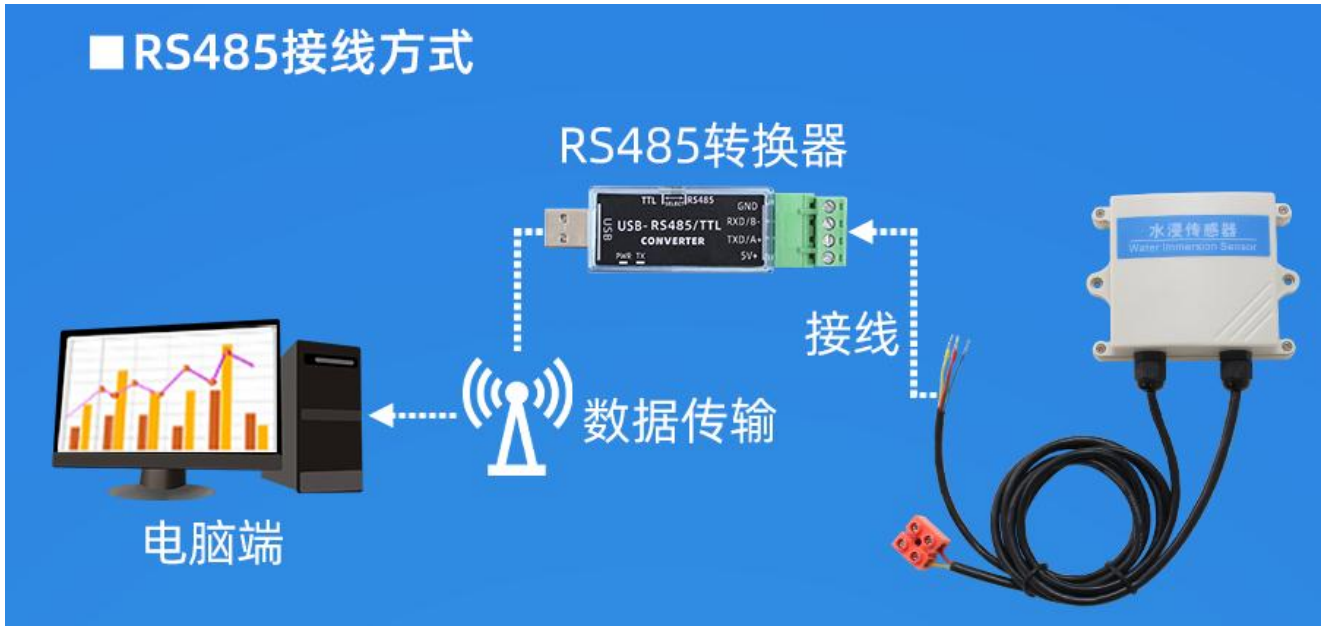 ■RS485接线方式
RS485转换器
TTL SELECT RS485
GND
USB
USB-RS485/TTL
RXD/B-
CONVERTER
TXD/A+
PWR TX
5V+
水浸传感器
Water Immersion Sensor
接线
数据传输
电脑端